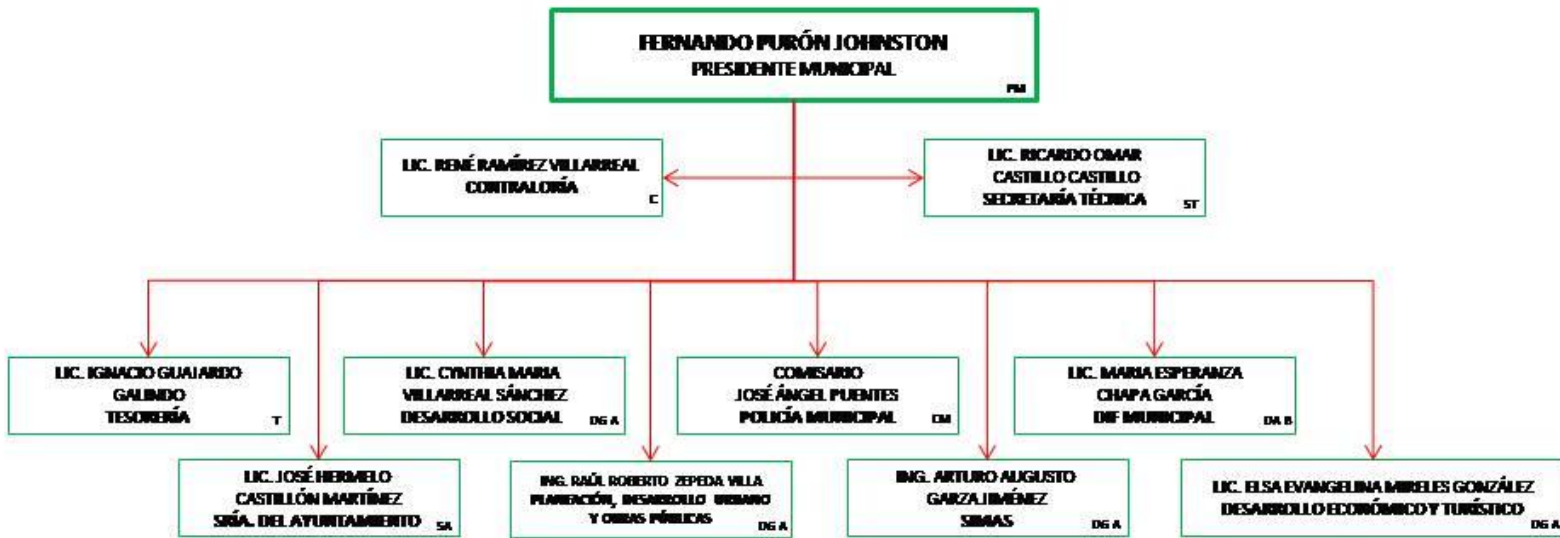 FERNANDO PURÓN JOHNSTON
PRESIDENTE MUNICIPAL
PM
LIC. RENÉ RAMÍREZ VILLARREAL
CONTRALORÍA
C
LIC. RICARDO OMAR
CASTILLO CASTILLO
SECRETARÍA TÉCNICA
ST
LIC. IGNACIO GUAJARDO
GALINDO
TESORERÍA
T
LIC. CYNTHIA MARIA
VILLARREAL SÁNCHEZ
DESARROLLO SOCIAL
DG A
COMISARIO
JOSÉ ÁNGEL PUENTES
POLICÍA MUNICIPAL
CM
LIC. MARIA ESPERANZA
CHAPA GARCÍA
DIF MUNICIPAL
DA B
LIC. JOSÉ HERMELO
CASTILLÓN MARTÍNEZ
SRÍA. DEL AYUNTAMIENTO
SA
ING. RAÚL ROBERTO ZEPEDA VILLA
PLANEACIÓN, DESARROLLO URBANO
Y OBRAS PÚBLICAS
DG A
ING. ARTURO AUGUSTO
GARZA JIMÉNEZ
SIMAS
DG A
LIC. ELSA EVANGELINA MIRELES GONZÁLEZ
DESARROLLO ECONÓMICO Y TURÍSTICO
DG A